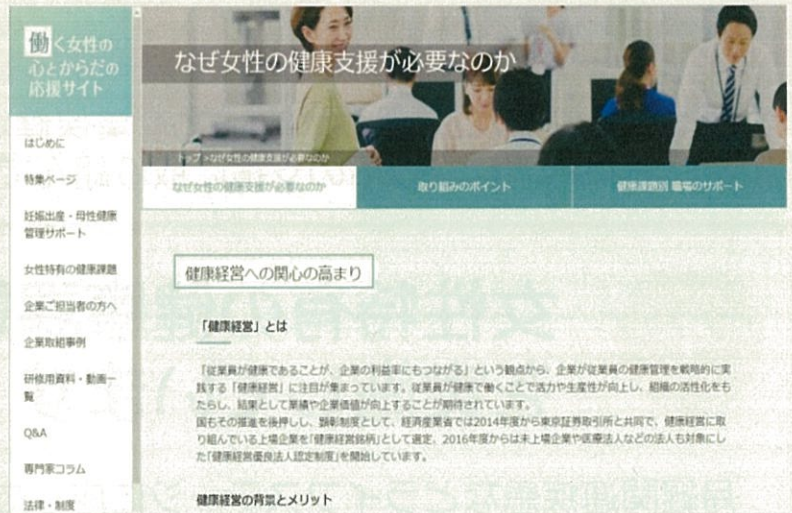 働く女性の
心とからだの
応援サイト
はじめに
特集ページ
妊娠出産・母性健康
管理サポート
女性特有の健康課題
企業ご担当者の方へ
企業取組事例
研修用資料・動画一
覧
Q&A
専門家コラム
法律・制度
なぜ女性の健康支援が必要なのか
トップ >なぜ女性の健康支援が必要なのか
なぜ女性の健康支援が必要なのか
取り組みのポイント
健康課題別 職場のサポート
健康経営への関心の高まり
「健康経営」とは
「従業員が健康であることが、企業の利益率にもつながる」という観点から、企業が従業員の健康管理を戦略的に実
践する「健康経営」に注目が集まっています。従業員が健康で働くことで活力や生産性が向上し、組織の活性化をも
たらし、結果として業績や企業価値が向上することが期待されています。
国もその推進を後押しし、顕彰制度として、経済産業省では2014年度から東京証券取引所と共同で、健康経営に取
り組んでいる上場企業を「健康経営銘柄」として選定、2016年度からは未上場企業や医療法人などの法人も対象にし
た「健康経営優良法人認定制度」を開始しています。
健康経営の背景とメリット